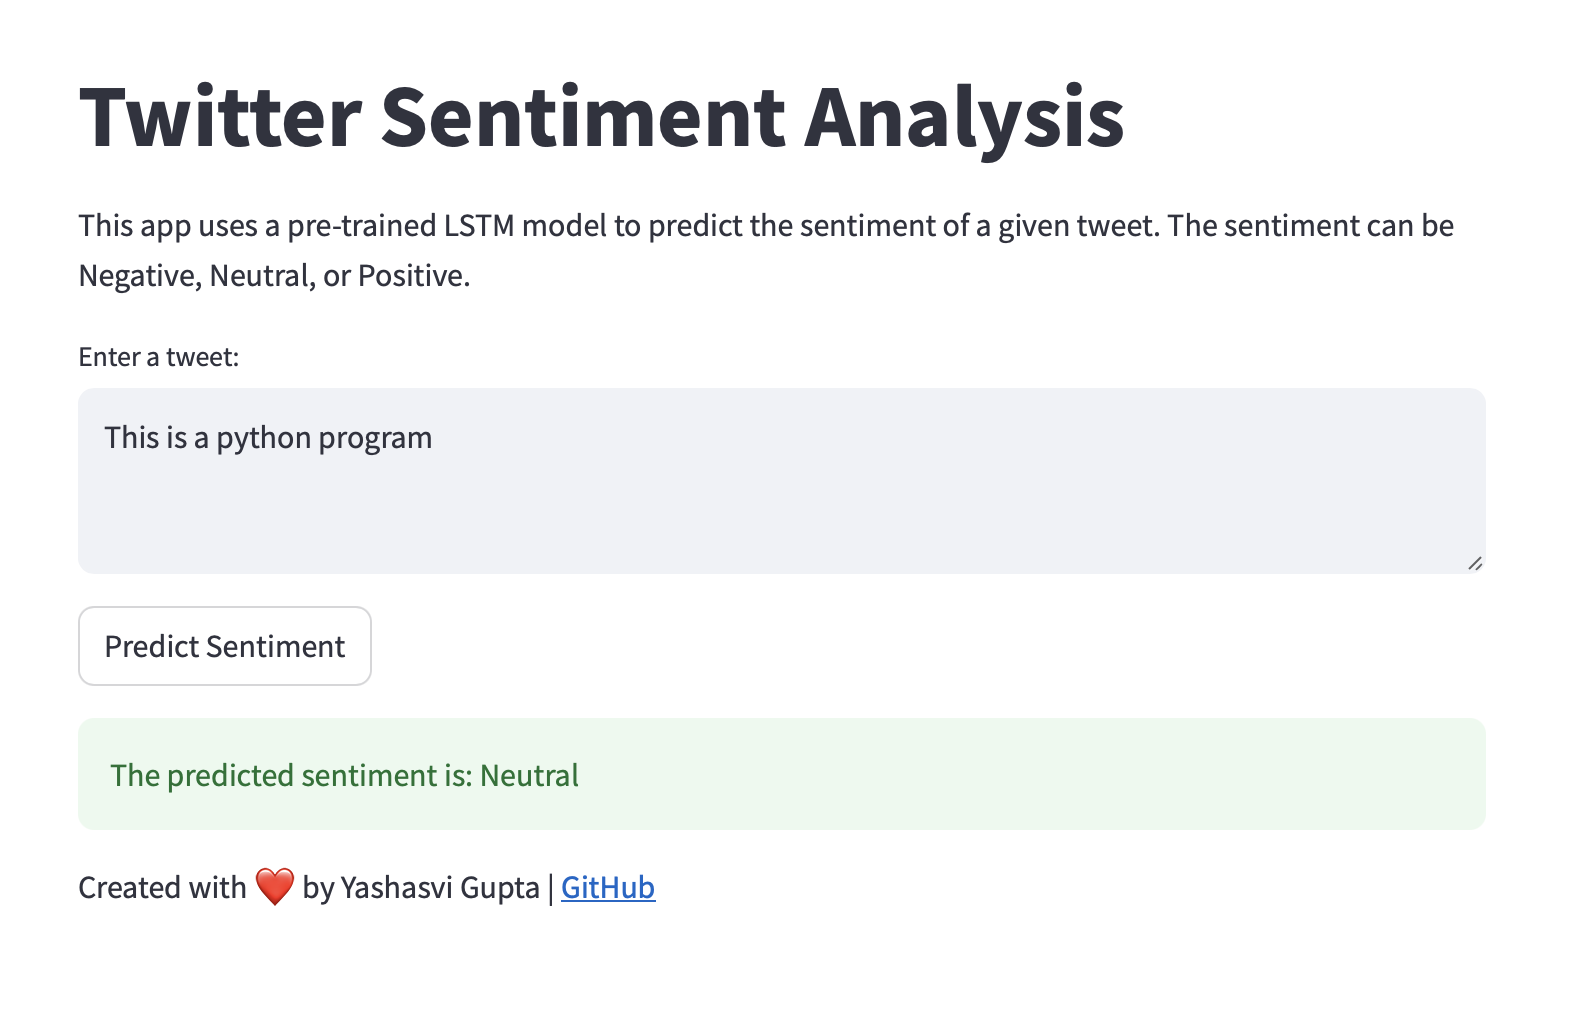 Twitter Sentiment Analysis
This app uses a pre-trained LSTM model to predict the sentiment of a given tweet. The sentiment can be
Negative, Neutral, or Positive.
Enter a tweet:
This is a python program
Predict Sentiment
The predicted sentiment is: Neutral
Created with ❤️ by Yashasvi Gupta | GitHub